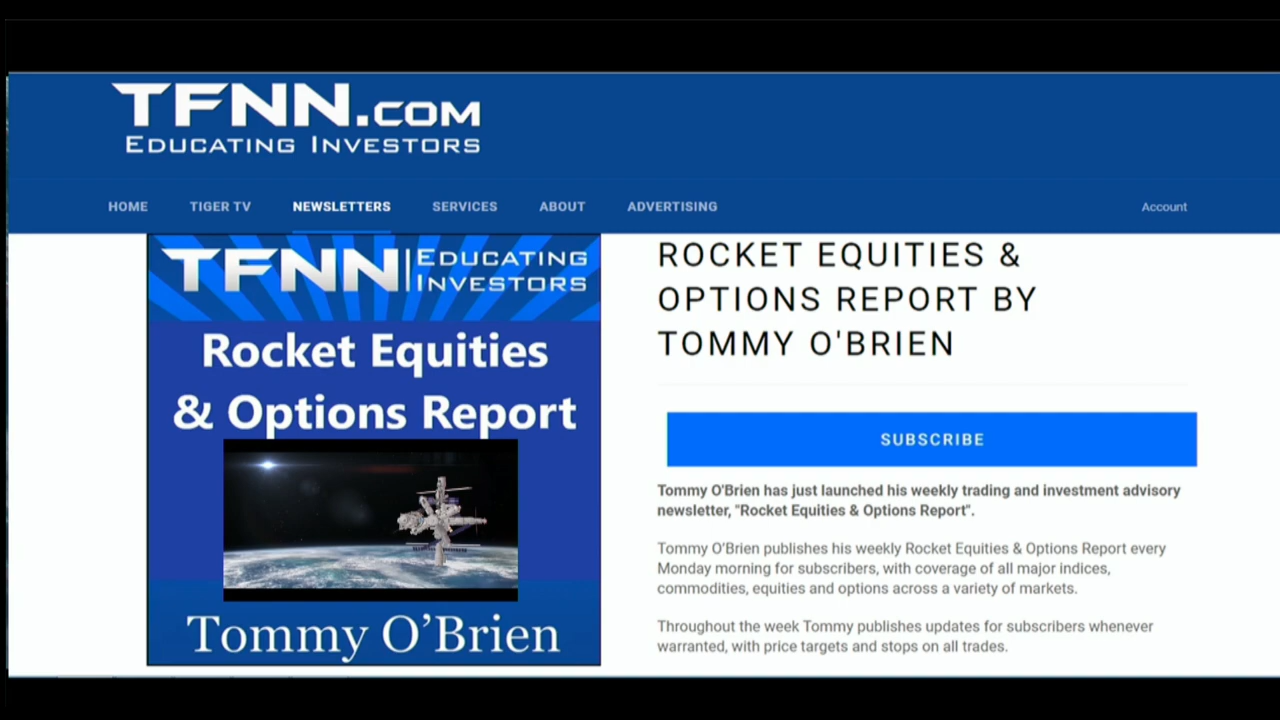 TFNN.COM
EDUCATING INVESTORS
HOME TIGER TV NEWSLETTERS SERVICES ABOUT ADVERTISING Account
TFNN EDUCATING
INVESTORS
Rocket Equities
& Options Report
Tommy O’Brien
ROCKET EQUITIES &
OPTIONS REPORT BY
TOMMY O'BRIEN
SUBSCRIBE
Tommy O'Brien has just launched his weekly trading and investment advisory
newsletter, "Rocket Equities & Options Report".
Tommy O’Brien publishes his weekly Rocket Equities & Options Report every
Monday morning for subscribers, with coverage of all major indices,
commodities, equities and options across a variety of markets.
Throughout the week Tommy publishes updates for subscribers whenever
warranted, with price targets and stops on all trades.